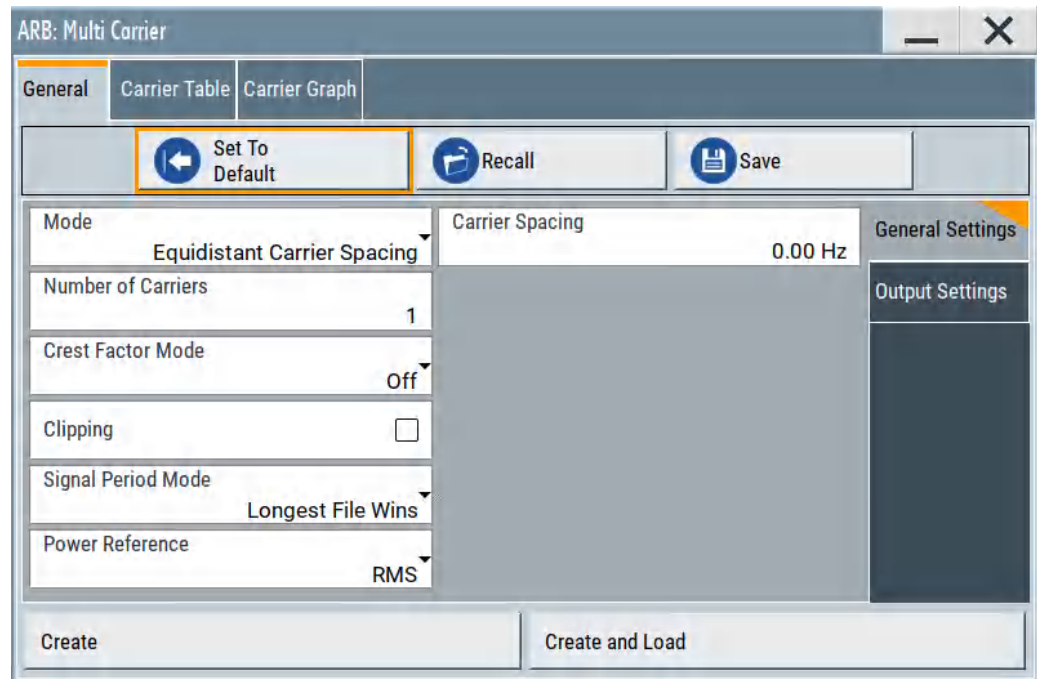 ARB: Multi Carrier
General
Carrier Table
Carrier Graph
Set To
Default
Recall
Save
Mode
Equidistant Carrier Spacing
Carrier Spacing
0.00 Hz
General Settings
Number of Carriers
1
Output Settings
Crest Factor Mode
Off
Clipping
Signal Period Mode
Longest File Wins
Power Reference
RMS
Create
Create and Load